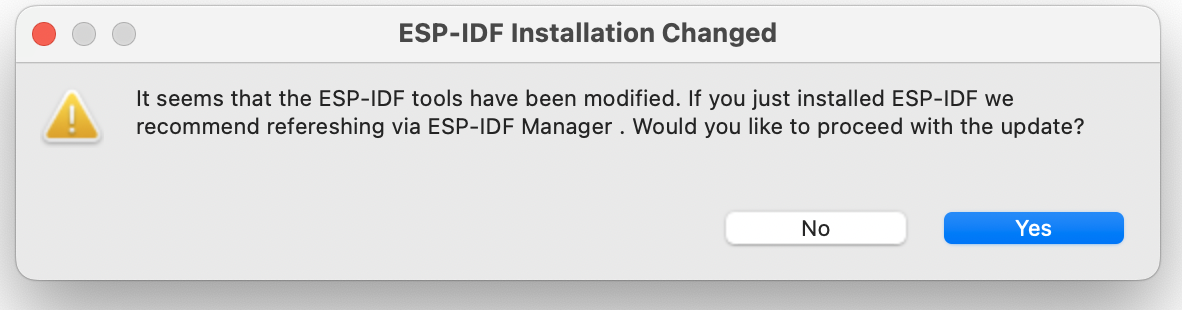 ESP-IDF Installation Changed
It seems that the ESP-IDF tools have been modified. If you just installed ESP-IDF we
recommend refereshing via ESP-IDF Manager . Would you like to proceed with the update?
No
Yes